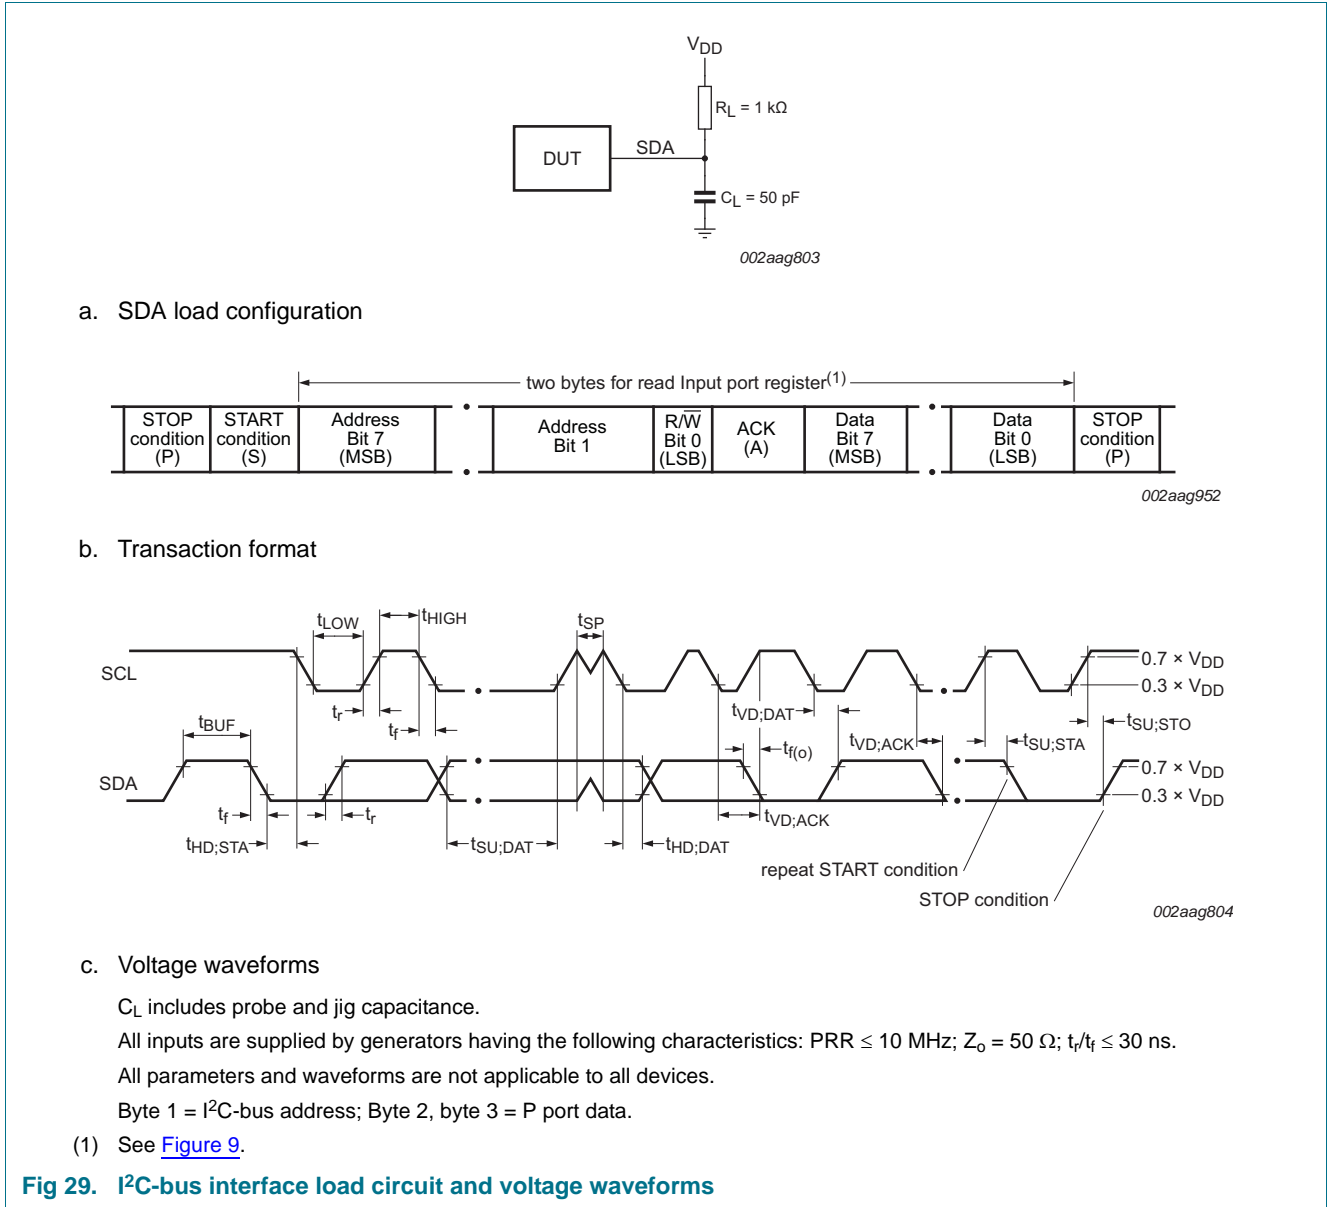 VDD
RL = 1 kΩ
DUT
SDA
CL = 50 pF
002aag803
a. SDA load configuration
two bytes for read Input port register(1)
STOP condition (P)
START condition (S)
Address Bit 7 (MSB)
Address Bit 1
R/W̅ Bit 0 (LSB)
ACK (A)
Data Bit 7 (MSB)
Data Bit 0 (LSB)
STOP condition (P)
002aag952
b. Transaction format
tLOW
tHIGH
tSP
SCL
0.7 × VDD
0.3 × VDD
tr
tf
tBUF
tVD;DAT
tSU;STO
tf(o)
tVD;ACK
tSU;STA
SDA
0.7 × VDD
0.3 × VDD
tf
tr
tVD;ACK
tHD;STA
tSU;DAT
tHD;DAT
repeat START condition
STOP condition
002aag804
c. Voltage waveforms
CL includes probe and jig capacitance.
All inputs are supplied by generators having the following characteristics: PRR ≤ 10 MHz; Zo = 50 Ω; tr/tf ≤ 30 ns.
All parameters and waveforms are not applicable to all devices.
Byte 1 = I2C-bus address; Byte 2, byte 3 = P port data.
(1) See Figure 9.
Fig 29. I2C-bus interface load circuit and voltage waveforms